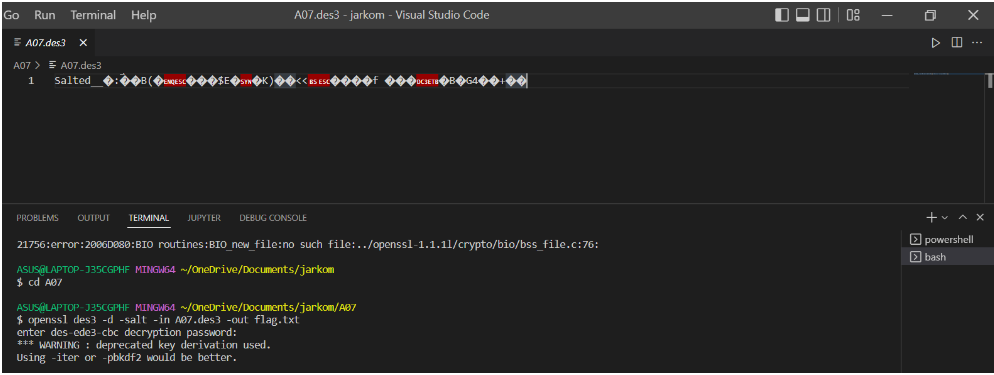 Go Run Terminal Help A07.des3 - jarkom - Visual Studio Code
A07.des3
A07 > A07.des3
1 Salted__�:��B(�ENQESC���$E�SYN�K)��<<BS ESC����f ���DC3ETB�B�G4��+��
PROBLEMS OUTPUT TERMINAL JUPYTER DEBUG CONSOLE
21756:error:2006D080:BIO routines:BIO_new_file:no such file:../openssl-1.1.1l/crypto/bio/bss_file.c:76:
powershell
bash
ASUS@LAPTOP-J35CGPHF MINGW64 ~/OneDrive/Documents/jarkom
$ cd A07
ASUS@LAPTOP-J35CGPHF MINGW64 ~/OneDrive/Documents/jarkom/A07
$ openssl des3 -d -salt -in A07.des3 -out flag.txt
enter des-ede3-cbc decryption password:
*** WARNING : deprecated key derivation used.
Using -iter or -pbkdf2 would be better.